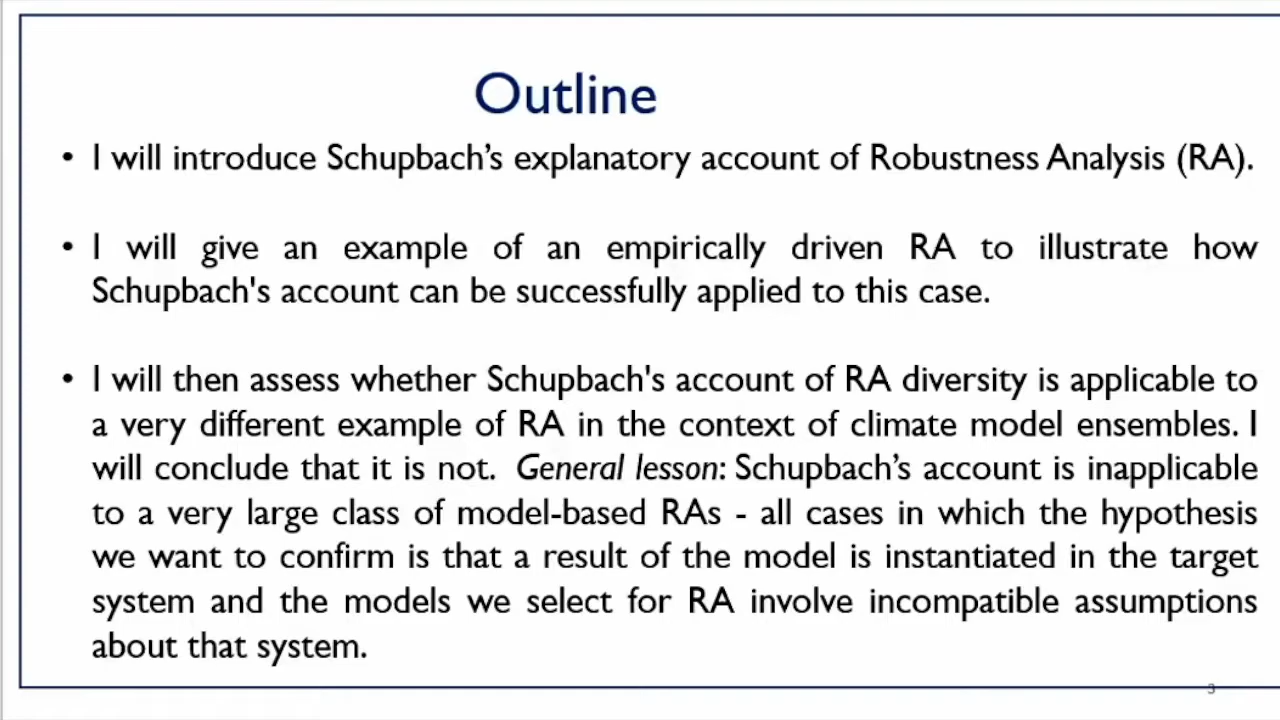 Outline
• I will introduce Schupbach’s explanatory account of Robustness Analysis (RA).
• I will give an example of an empirically driven RA to illustrate how
Schupbach's account can be successfully applied to this case.
• I will then assess whether Schupbach's account of RA diversity is applicable to
a very different example of RA in the context of climate model ensembles. I
will conclude that it is not. General lesson: Schupbach’s account is inapplicable
to a very large class of model-based RAs - all cases in which the hypothesis
we want to confirm is that a result of the model is instantiated in the target
system and the models we select for RA involve incompatible assumptions
about that system.
3